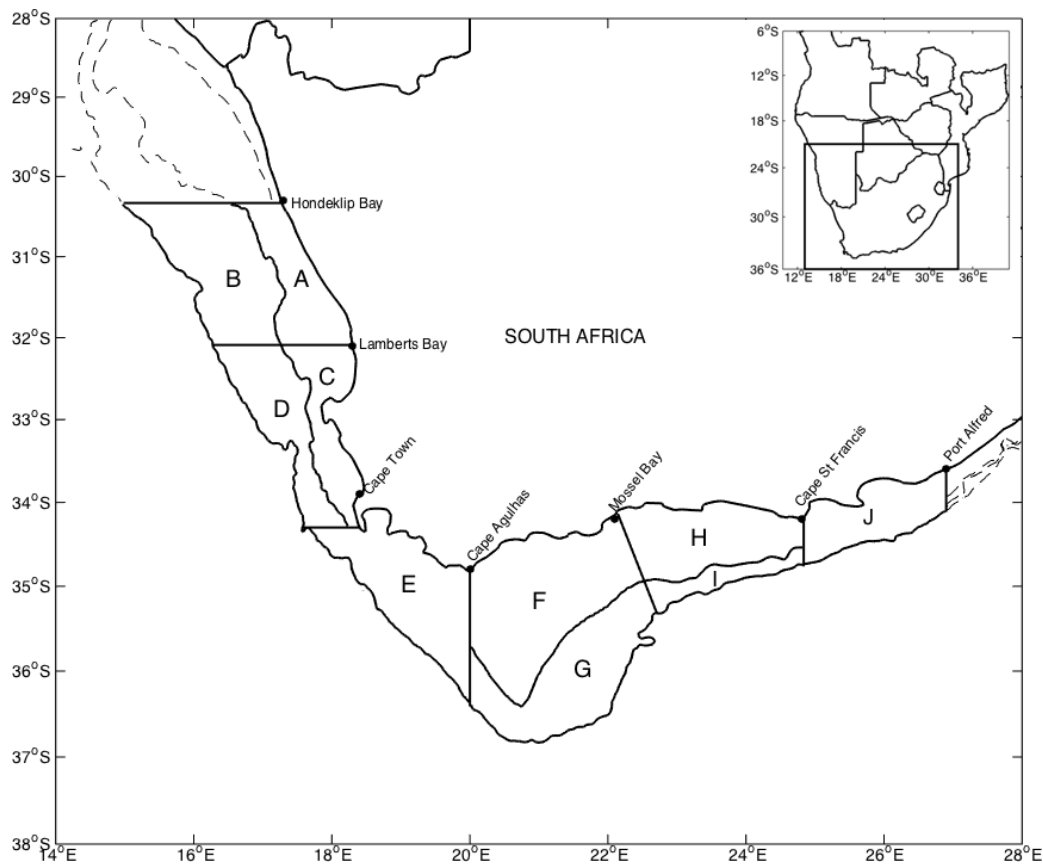 28°S
29°S
30°S
31°S
32°S
33°S
34°S
35°S
36°S
37°S
38°S
14°E
16°E
18°E
20°E
22°E
24°E
26°E
28°E
6°S
12°S
18°S
24°S
30°S
36°S
12°E
18°E
24°E
30°E
36°E
Hondeklip Bay
B
A
SOUTH AFRICA
Lamberts Bay
C
D
Cape Town
Cape Agulhas
Mossel Bay
Cape St Francis
Port Alfred
E
F
G
H
I
J